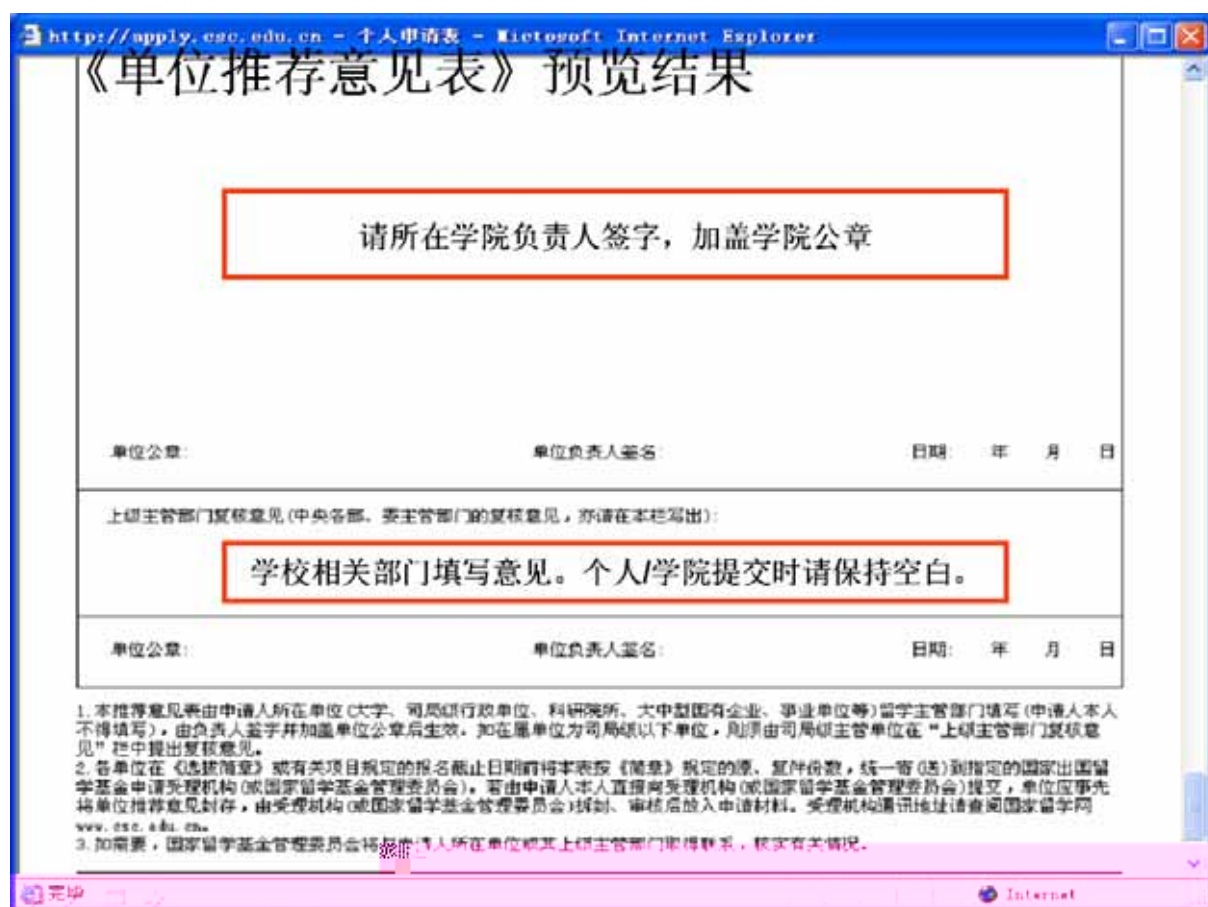 http://apply.csc.edu.cn - 个人申请表 - Mictosoft Internet Explorer
《单位推荐意见表》预览结果
请所在学院负责人签字，加盖学院公章
单位公章: 单位负责人签名: 日期: 年 月 日
上级主管部门复核意见(中央各部、委主管部门的复核意见，亦请在本栏写出):
学校相关部门填写意见。个人/学院提交时请保持空白。
单位公章: 单位负责人签名: 日期: 年 月 日
1.本推荐意见表由申请人所在单位(大学、司局级行政单位、科研院所、大中型国有企业、事业单位等)留学主管部门填写(申请人本人
不得填写)，由负责人签字并加盖单位公章后生效。如在属单位为司局级以下单位，则须由司局级主管单位在“上级主管部门复核意
见”栏中提出复核意见。
2.各单位在《选拔简章》或有关项目规定的报名截止日期前将本表按《简章》规定的原、复件份数，统一寄(送)到指定的国家出国留
学基金申请受理机构(或国家留学基金管理委员会)。若由申请人本人直接向受理机构(或国家留学基金管理委员会)提交，单位应事先
将单位推荐意见封存，由受理机构(或国家留学基金管理委员会)拆封、审核后放入申请材料。受理机构通讯地址请查阅国家留学网
www.csc.edu.cn。
3.如需要，国家留学基金管理委员会将与申请人所在单位或其上级主管部门取得联系，核实有关情况。
完毕 Internet